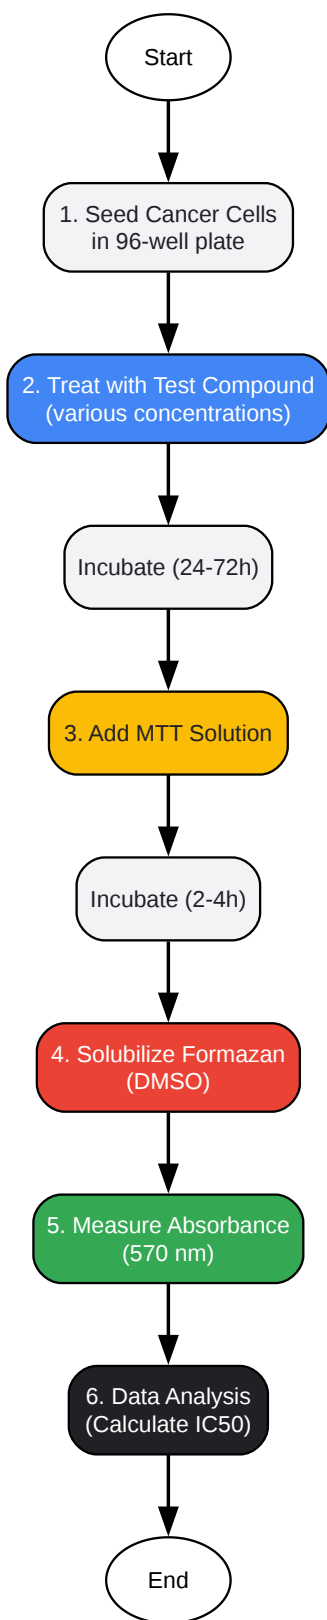 Start
1. Seed Cancer Cells
in 96-well plate
2. Treat with Test Compound
(various concentrations)
Incubate (24-72h)
3. Add MTT Solution
Incubate (2-4h)
4. Solubilize Formazan
(DMSO)
5. Measure Absorbance
(570 nm)
6. Data Analysis
(Calculate IC50)
End